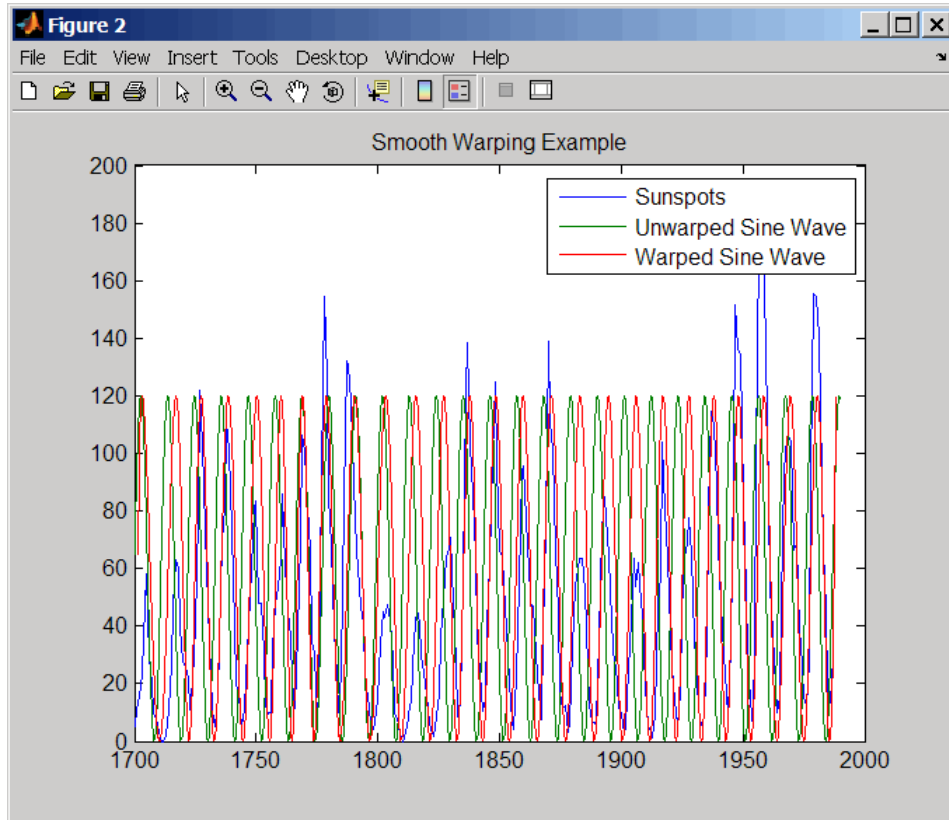 Figure 2
File Edit View Insert Tools Desktop Window Help
Smooth Warping Example
200
180
160
140
120
100
80
60
40
20
0
Sunspots
Unwarped Sine Wave
Warped Sine Wave
1700 1750 1800 1850 1900 1950 2000